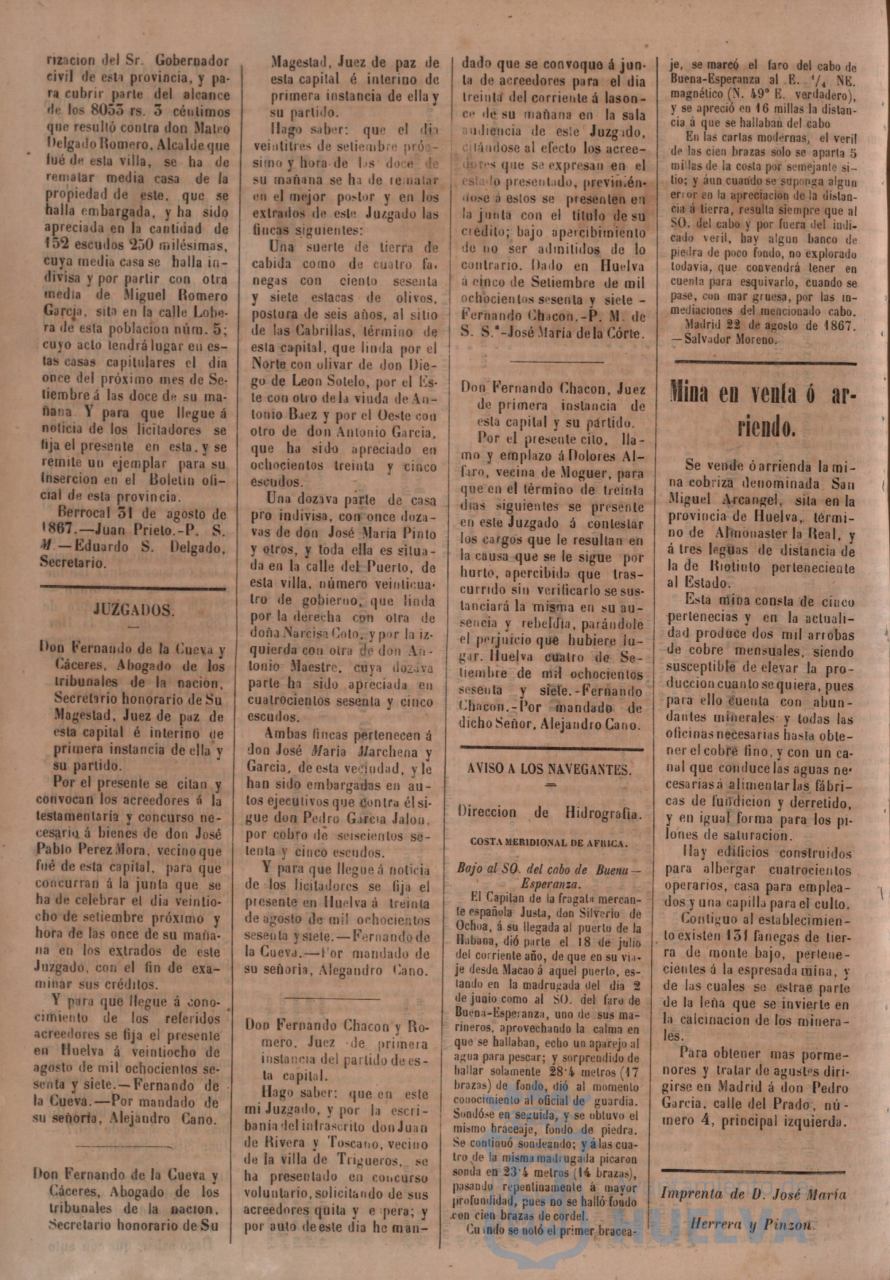 rizacion del Sr. Gobernador
civil de esta provincia, y pa-
ra cubrir parte del alcance
de los 8033 rs. 3 céntimos
que resultó contra don Mateo
Delgado Romero, Alcalde que
fué de esta villa, se ha de
rematar media casa de la
propiedad de este, que se
halla embargada, y ha sido
apreciada en la cantidad de
152 escudos 250 milésimas,
cuya media casa se halla in-
divisa y por partir con otra
media de Miguel Romero
Garcia, sita en la calle Lobe-
ra de esta poblacion núm. 5;
cuyo acto tendrá lugar en es-
tas casas capitulares el dia
once del próximo mes de Se-
tiembre á las doce de su ma-
ñana. Y para que llegue á
noticia de los licitadores se
fija el presente en esta, y se
remite un ejemplar para su
insercion en el Boletin ofi-
cial de esta provincia.
Berrocal 31 de agosto de
1867.—Juan Prieto.-P. S.
M.—Eduardo S. Delgado,
Secretario.
JUZGADOS.
Don Fernando de la Cueva y
Cáceres, Abogado de los
tribunales de la nacion,
Secretario honorario de Su
Magestad, Juez de paz de
esta capital é interino de
primera instancia de ella y
su partido.
Por el presente se citan y
convocan los acreedores á la
testamentaria y concurso ne-
cesario á bienes de don José
Pablo Perez Mora, vecino que
fué de esta capital, para que
concurran á la junta que se
ha de celebrar el dia veintio-
cho de setiembre próximo y
hora de las once de su maña-
na en los extrados de este
Juzgado, con el fin de exa-
minar sus créditos.
Y para que llegue á cono-
cimiento de los referidos
acreedores se fija el presente
en Huelva á veintiocho de
agosto de mil ochocientos se-
senta y siete.—Fernando de
la Cueva.—Por mandado de
su señoria, Alejandro Cano.
Don Fernando de la Cueva y
Cáceres, Abogado de los
tribunales de la nacion,
Secretario honorario de Su
Magestad, Juez de paz de
esta capital é interino de
primera instancia de ella y
su partido.
Hago saber: que el dia
veintitres de setiembre próc-
simo y hora de las doce de
su mañana se ha de rematar
en el mejor postor y en los
extrados de este Juzgado las
fincas siguientes:
Una suerte de tierra de
cabida como de cuatro fa-
negas con ciento sesenta
y siete estacas de olivos,
postura de seis años, al sitio
de las Cabrillas, término de
esta capital, que linda por el
Norte con olivar de don Die-
go de Leon Sotelo, por el Es-
te con otro de la viuda de An-
tonio Baez y por el Oeste con
otro de don Antonio Garcia,
que ha sido apreciado en
ochocientos treinta y cinco
escudos.
Una dozava parte de casa
pro indivisa, con once doza-
vas de don José Maria Pinto
y otros, y toda ella es situa-
da en la calle del Puerto, de
esta villa, número veinticua-
tro de gobierno, que linda
por la derecha con otra de
doña Narcisa Coto, y por la iz-
quierda con otra de don An-
tonio Maestre, cuya dozava
parte ha sido apreciada en
cuatrocientos sesenta y cinco
escudos.
Ambas fincas pertenecen á
don José Maria Marchena y
Garcia, de esta vecindad, y le
han sido embargadas en au-
tos ejecutivos que contra él si-
gue don Pedro Garcia Jalon,
por cobro de seiscientos se-
tenta y cinco escudos.
Y para que llegue á noticia
de los licitadores se fija el
presente en Huelva á treinta
de agosto de mil ochocientos
sesenta y siete.—Fernando de
la Cueva.—Por mandado de
su señoria, Alegandro Cano.
Don Fernando Chacon y Ro-
mero, Juez de primera
instancia del partido de es-
ta capital.
Hago saber: que en este
mi Juzgado, y por la escri-
bania del infrascrito don Juan
de Rivera y Toscano, vecino
de la villa de Trigueros, se
ha presentado en concurso
voluntario, solicitando de sus
acreedores quita y e pera; y
por auto de este dia he man-
dado que se convoque á jun-
ta de acreedores para el dia
treinta del corriente á las on-
ce de su mañana en la sala
audiencia de este Juzgado,
citándose al efecto los acree-
dores que se expresan en el
estado presentado, previnién-
dose á estos se presenten en
la junta con el título de su
crédito; bajo apercibimiento
de no ser admitidos de lo
contrario. Dado en Huelva
á cinco de Setiembre de mil
ochocientos sesenta y siete -
Fernando Chacon.-P. M. de
S. S.ª-José Maria de la Córte.
Don Fernando Chacon, Juez
de primera instancia de
esta capital y su pártido.
Por el presente cito, lla-
mo y emplazo á Dolores Al-
faro, vecina de Moguer, para
que en el término de treinta
dias siguientes se presente
en este Juzgado á contestar
los cargos que le resultan en
la causa que se le sigue por
hurto, apercibida que tras-
currido sin verificarlo se sus-
tanciará la misma en su au-
sencia y rebeldia, parándole
el perjuicio que hubiere lu-
gar. Huelva cuatro de Se-
tiembre de mil ochocientos
sesenta y siete.-Fernando
Chacon.-Por mandado de
dicho Señor, Alejandro Cano.
AVISO A LOS NAVEGANTES.
Direccion de Hidrografia.
COSTA MERIDIONAL DE AFRICA.
Bajo al SO. del cabo de Buena—
Esperanza.
El Capitan de la fragata mercan-
te española Justa, don Silverio de
Ochoa, á su llegada al puerto de la
Habana, dió parte el 18 de julio
del corriente año, de que en su via-
je desde Macao á aquel puerto, es-
tando en la madrugada del dia 2
de junio como al SO. del faro de
Buena-Esperanza, uno de sus ma-
rineros, aprovechando la calma en
que se hallaban, echo un aparejo al
agua para pescar; y sorprendido de
hallar solamente 28'4 metros (17
brazas) de fondo, dió al momento
conocimiento al oficial de guardia.
Sondóse en seguida, y se obtuvo el
mismo braceaje, fondo de piedra.
Se continuó sondeando; y á las cua-
tro de la misma madrugada picaron
sonda en 23'4 metros (14 brazas),
pasando repentinamente á mayor
profundidad, pues no se halló fondo
con cien brazas de cordel.
Cuando se notó el primer bracea-
je, se marcó el faro del cabo de
Buena-Esperanza al .E. ¹/₄ NE.
magnético (N. 49° E. verdadero),
y se apreció en 16 millas la distan-
cia á que se hallaban del cabo
En las cartas modernas, el veril
de las cien brazas solo se aparta 5
millas de la costa por semejante si-
tio; y áun cuando se suponga algun
error en la apreciacion de la distan-
cia á tierra, resulta siempre que al
SO. del cabo y por fuera del indi-
cado veril, hay algun banco de
piedra de poco fondo, no explorado
todavia, que convendrá tener en
cuenta para esquivarlo, cuando se
pase, con mar gruesa, por las in-
mediaciones del mencionado cabo.
Madrid 22 de agosto de 1867.
—Salvador Moreno.
Mina en venta ó ar-
riendo.
Se vende ó arrienda la mi-
na cobriza denominada San
Miguel Arcangel, sita en la
provincia de Huelva, térmi-
no de Almonaster la Real, y
á tres leguas de distancia de
la de Riotinto perteneciente
al Estado.
Esta mina consta de cinco
pertenecias y en la actuali-
dad produce dos mil arrobas
de cobre mensuales, siendo
susceptible de elevar la pro-
duccion cuanto se quiera, pues
para ello cuenta con abun-
dantes minerales y todas las
oficinas necesarias hasta obte-
ner el cobre fino, y con un ca-
nal que conduce las aguas ne-
cesarias á alimentar las fábri-
cas de fundicion y derretido,
y en igual forma para los pi-
lones de saturacion.
Hay edificios construidos
para albergar cuatrocientos
operarios, casa para emplea-
dos y una capilla para el culto.
Contiguo al establecimien-
to existen 131 fanegas de tier-
ra de monte bajo, pertene-
cientes á la espresada mina, y
de las cuales se estrae parte
de la leña que se invierte en
la calcinacion de los minera-
les.
Para obtener mas porme-
nores y tratar de agustes diri-
girse en Madrid á don Pedro
Garcia, calle del Prado, nú-
mero 4, principal izquierda.
Imprenta de D. José Maria
Herrera y Pinzon.
HUELVA